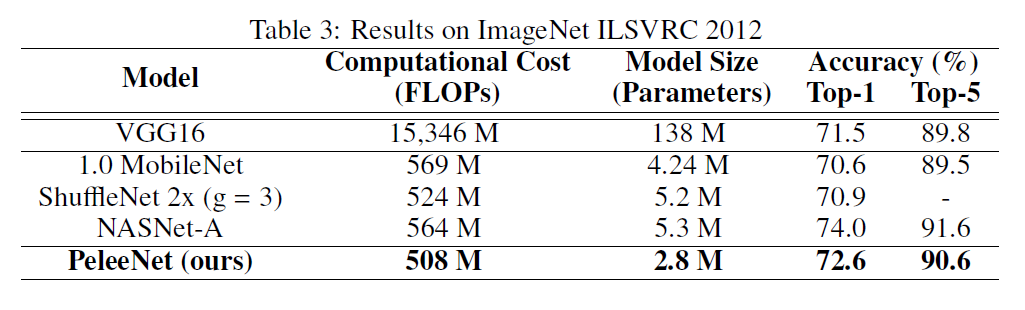 Table 3: Results on ImageNet ILSVRC 2012
Model Computational Cost (FLOPs) Model Size (Parameters) Accuracy (%) Top-1 Top-5
VGG16 15,346 M 138 M 71.5 89.8
1.0 MobileNet 569 M 4.24 M 70.6 89.5
ShuffleNet 2x (g = 3) 524 M 5.2 M 70.9 -
NASNet-A 564 M 5.3 M 74.0 91.6
PeleeNet (ours) 508 M 2.8 M 72.6 90.6